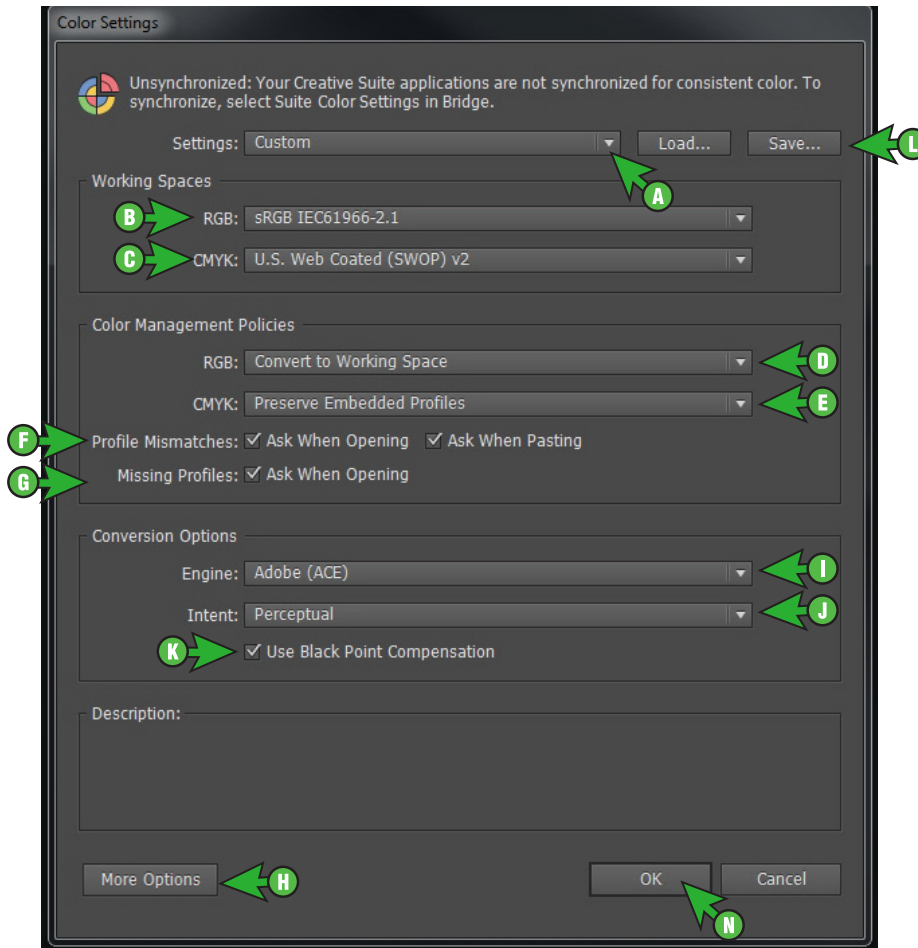 Color Settings
Unsynchronized: Your Creative Suite applications are not synchronized for consistent color. To
synchronize, select Suite Color Settings in Bridge.
Settings: Custom Load... Save... L
A
Working Spaces
B RGB: sRGB IEC61966-2.1
C CMYK: U.S. Web Coated (SWOP) v2
Color Management Policies
RGB: Convert to Working Space D
CMYK: Preserve Embedded Profiles E
F Profile Mismatches: Ask When Opening Ask When Pasting
G Missing Profiles: Ask When Opening
Conversion Options
Engine: Adobe (ACE) I
Intent: Perceptual J
K Use Black Point Compensation
Description:
More Options H OK Cancel
N